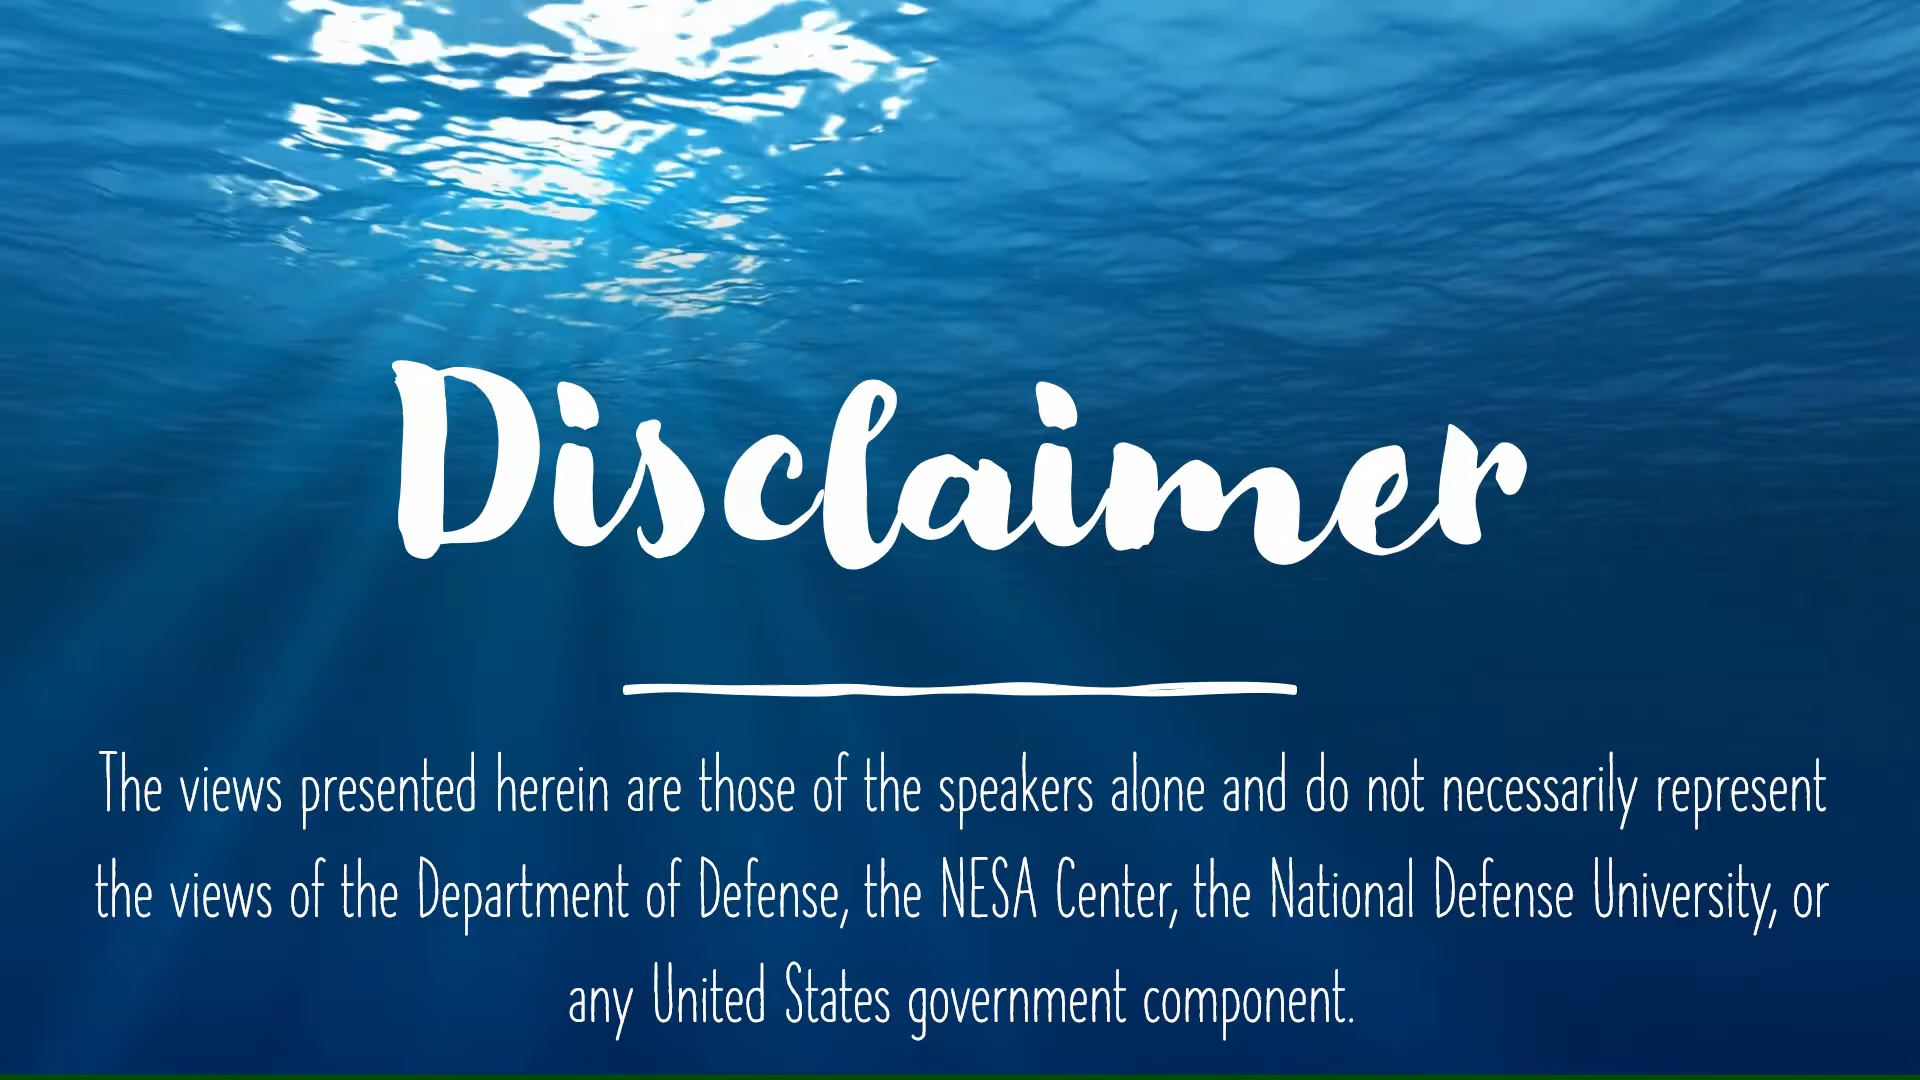 Disclaimer
The views presented herein are those of the speakers alone and do not necessarily represent
the views of the Department of Defense, the NESA Center, the National Defense University, or
any United States government component.